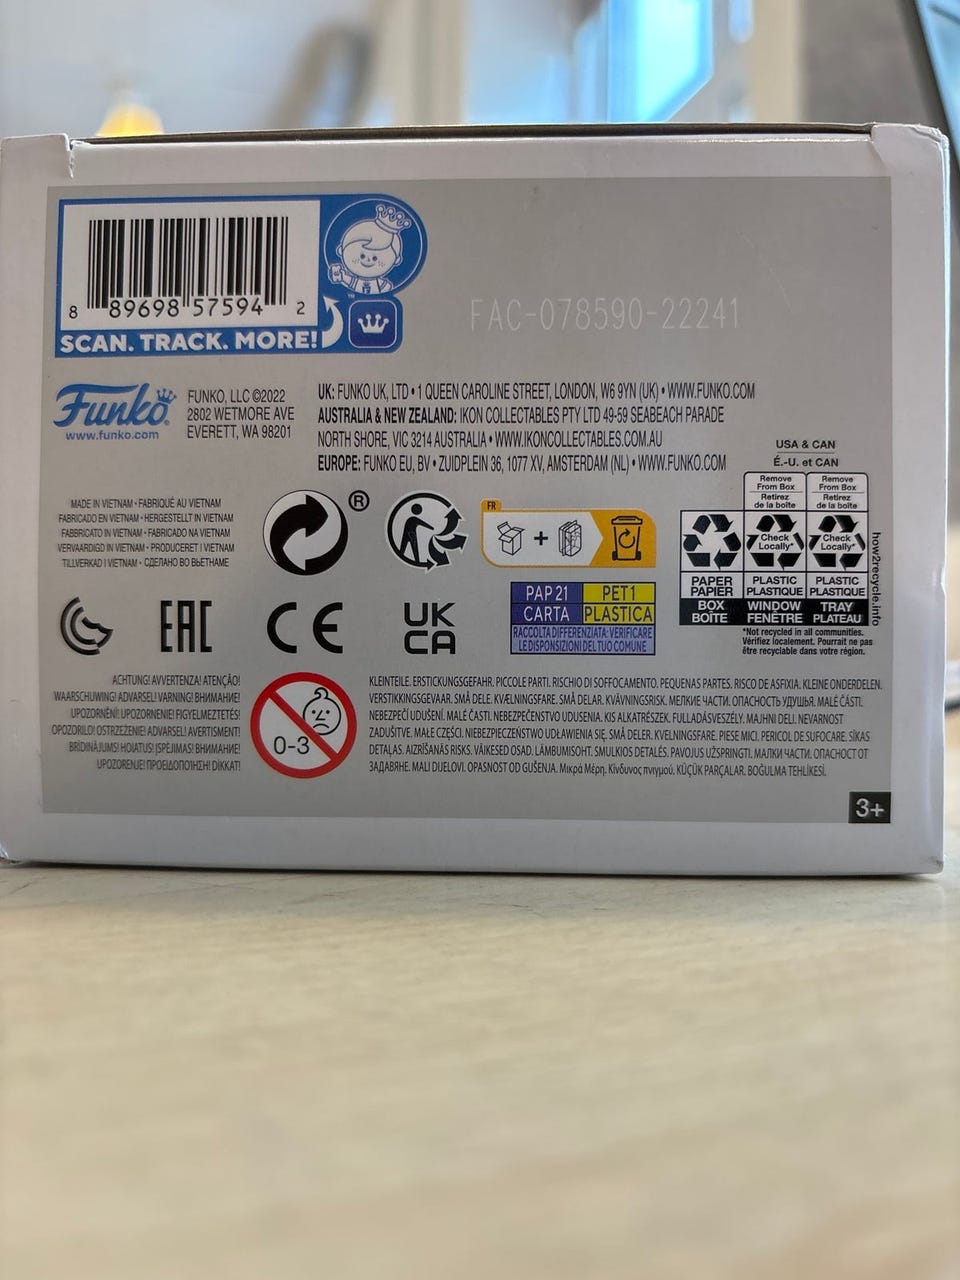 8 89698 57594 2
SCAN. TRACK. MORE!
™
FAC-078590-22241
Funko®
www.funko.com
FUNKO, LLC ©2022
2802 WETMORE AVE
EVERETT, WA 98201
UK: FUNKO UK, LTD • 1 QUEEN CAROLINE STREET, LONDON, W6 9YN (UK) • WWW.FUNKO.COM
AUSTRALIA & NEW ZEALAND: IKON COLLECTABLES PTY LTD 49-59 SEABEACH PARADE
NORTH SHORE, VIC 3214 AUSTRALIA • WWW.IKONCOLLECTABLES.COM.AU
EUROPE: FUNKO EU, BV • ZUIDPLEIN 36, 1077 XV, AMSTERDAM (NL) • WWW.FUNKO.COM
MADE IN VIETNAM • FABRIQUÉ AU VIETNAM
FABRICADO EN VIETNAM • HERGESTELLT IN VIETNAM
FABBRICATO IN VIETNAM • FABRICADO NA VIETNAM
VERVAARDIGD IN VIETNAM • PRODUCERET I VIETNAM
TILLVERKAD I VIETNAM • СДЕЛАНО ВО ВЬЕТНАМЕ
®
FR
+
USA & CAN
É.-U. et CAN
Remove
From Box
Retirez
de la boîte
Remove
From Box
Retirez
de la boîte
Check
Locally*
Check
Locally*
PAPER
PAPIER
PLASTIC
PLASTIQUE
PLASTIC
PLASTIQUE
BOX
BOÎTE
WINDOW
FENÊTRE
TRAY
PLATEAU
*Not recycled in all communities.
Vérifiez localement. Pourrait ne pas
être recyclable dans votre région.
how2recycle.info
EAC
CE
UK
CA
PAP 21
PET 1
CARTA
PLASTICA
RACCOLTA DIFFERENZIATA: VERIFICARE
LE DISPOSIZIONI DEL TUO COMUNE
ACHTUNG! AVVERTENZA! ATENÇÃO!
WAARSCHUWING! ADVARSEL! VARNING! ВНИМАНИЕ!
UPOZORNĚNÍ! UPOZORNENIE! FIGYELMEZTETÉS!
OPOZORILO! OSTRZEŻENIE! ADVARSEL! AVERTISMENT!
BRĪDINĀJUMS! HOIATUS! ĮSPĖJIMAS! ВНИМАНИЕ!
UPOZORENJE! ΠΡΟΕΙΔΟΠΟΊΗΣΗ! DİKKAT!
0-3
KLEINTEILE. ERSTICKUNGSGEFAHR. PICCOLE PARTI. RISCHIO DI SOFFOCAMENTO. PEQUENAS PARTES. RISCO DE ASFIXIA. KLEINE ONDERDELEN.
VERSTIKKINGSGEVAAR. SMÅ DELE. KVÆLNINGSFARE. SMÅ DELAR. KVÄVNINGSRISK. МЕЛКИЕ ЧАСТИ. ОПАСНОСТЬ УДУШЬЯ. MALÉ ČÁSTI.
NEBEZPEČÍ UDUŠENÍ. MALÉ ČASTI. NEBEZPEČENSTVO UDUSENIA. KIS ALKATRÉSZEK. FULLADÁSVESZÉLY. MAJHNI DELI. NEVARNOST
ZADUŠITVE. MAŁE CZĘŚCI. NIEBEZPIECZEŃSTWO UDŁAWIENIA SIĘ. SMÅ DELER. KVELNINGSFARE. PIESE MICI. PERICOL DE SUFOCARE. SĪKAS
DETAĻAS. AIZRĪŠANĀS RISKS. VÄIKESED OSAD. LÄMBUMISOHT. SMULKIOS DETALĖS. PAVOJUS UŽSPRINGTI. МАЛКИ ЧАСТИ. ОПАСНОСТ ОТ
ЗАДАВЯНЕ. MALI DIJELOVI. OPASNOST OD GUŠENJA. Μικρά Μέρη. Κίνδυνος πνιγμού. KÜÇÜK PARÇALAR. BOĞULMA TEHLİKESİ.
3+